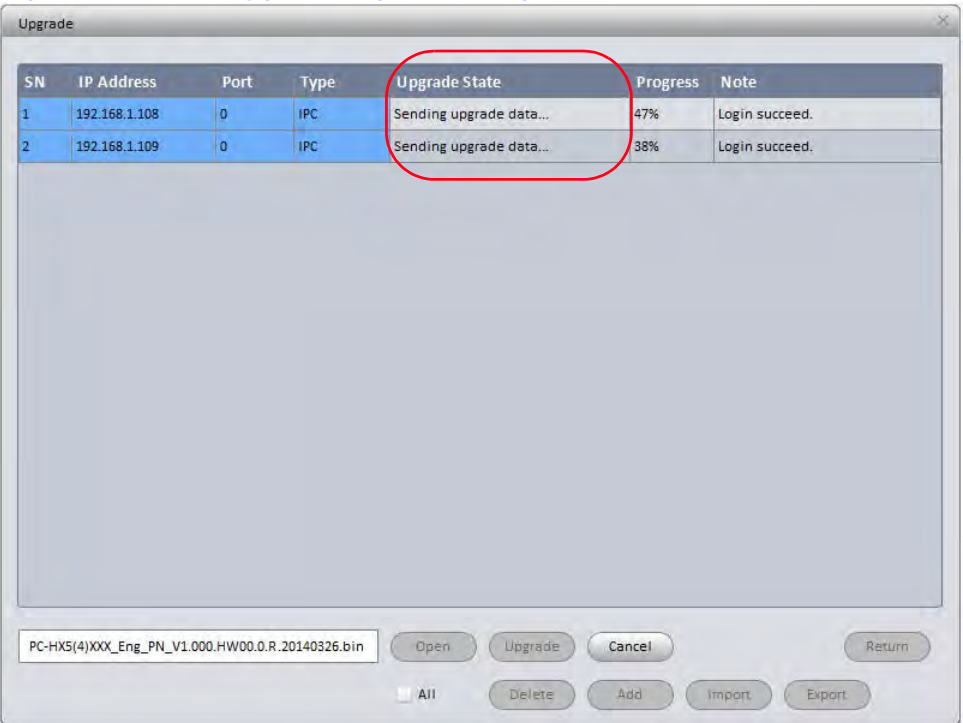 Upgrade
SN IP Address Port Type Upgrade State Progress Note
1 192.168.1.108 0 IPC Sending upgrade data... 47% Login succeed.
2 192.168.1.109 0 IPC Sending upgrade data... 38% Login succeed.
PC-HX5(4)XXX_Eng_PN_V1.000.HW00.0.R.20140326.bin Open Upgrade Cancel Return
All Delete Add Import Export